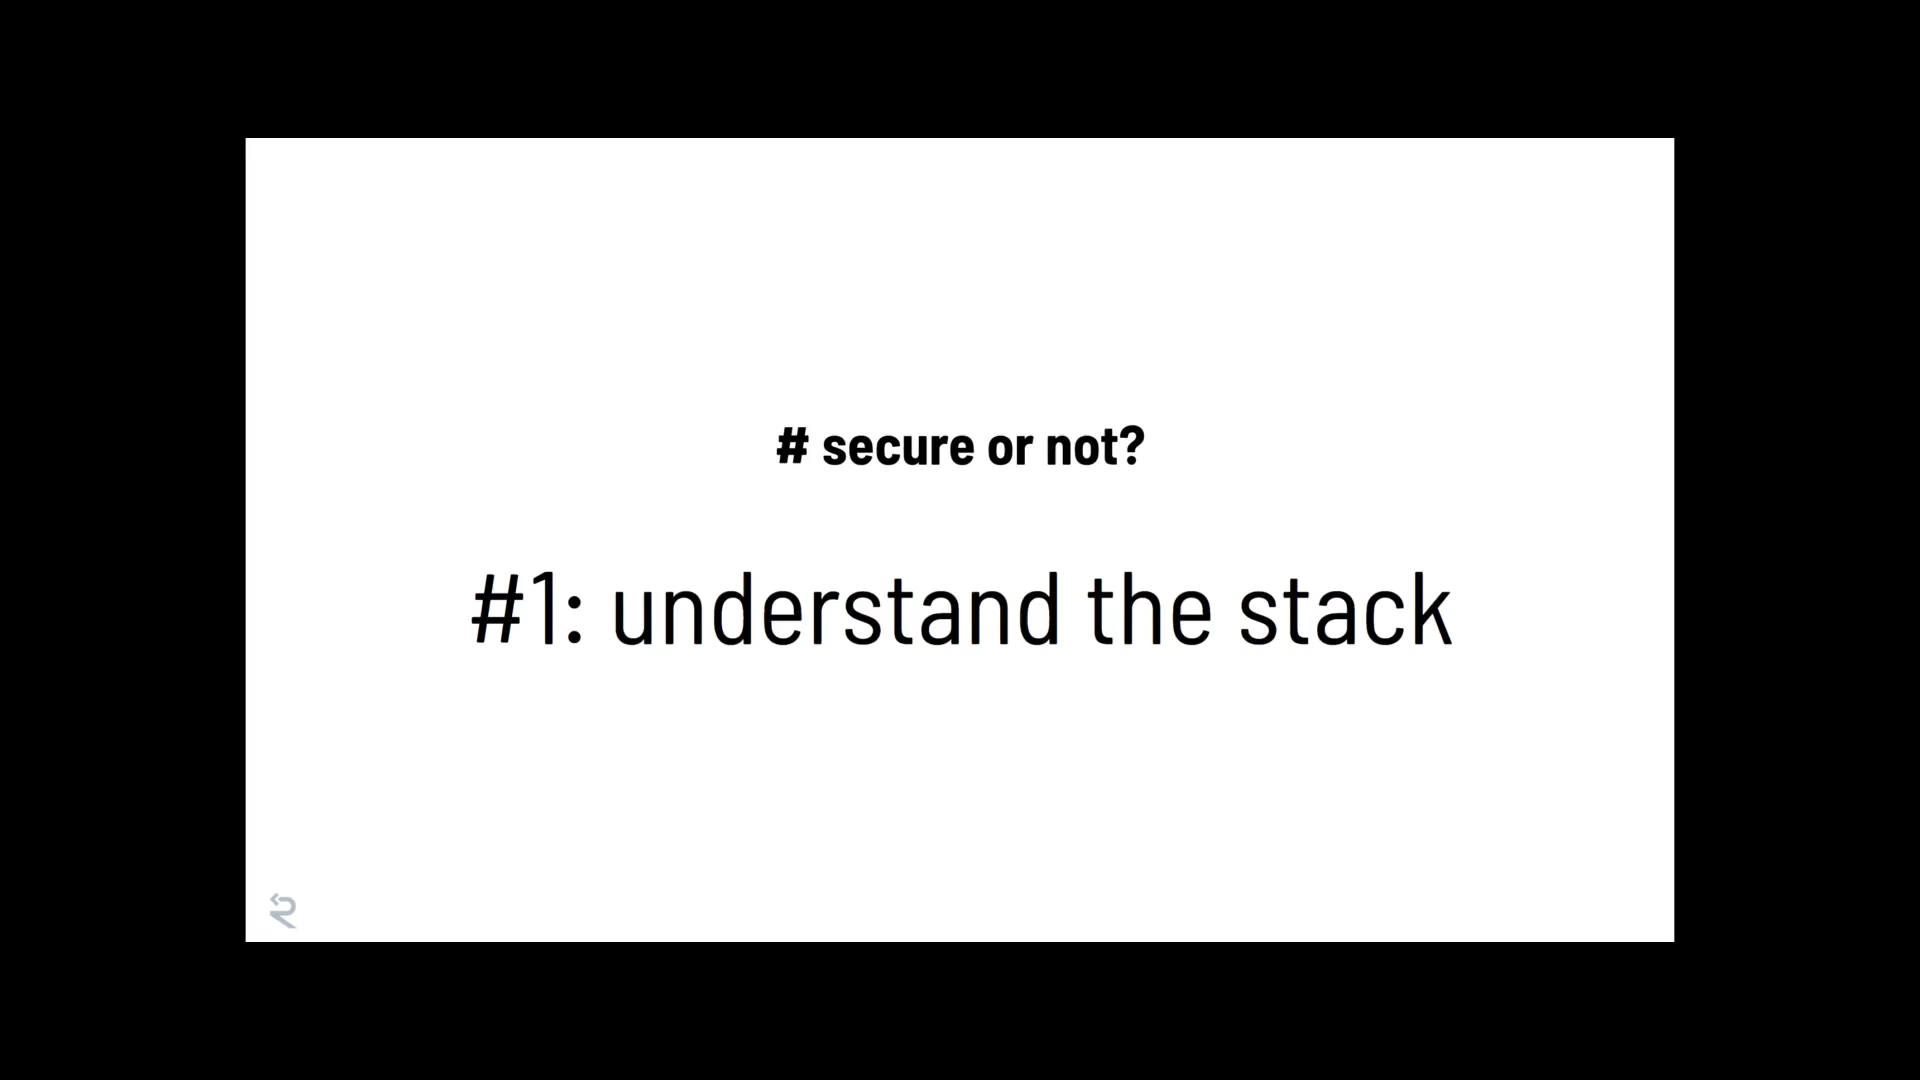 # secure or not?
#1: understand the stack